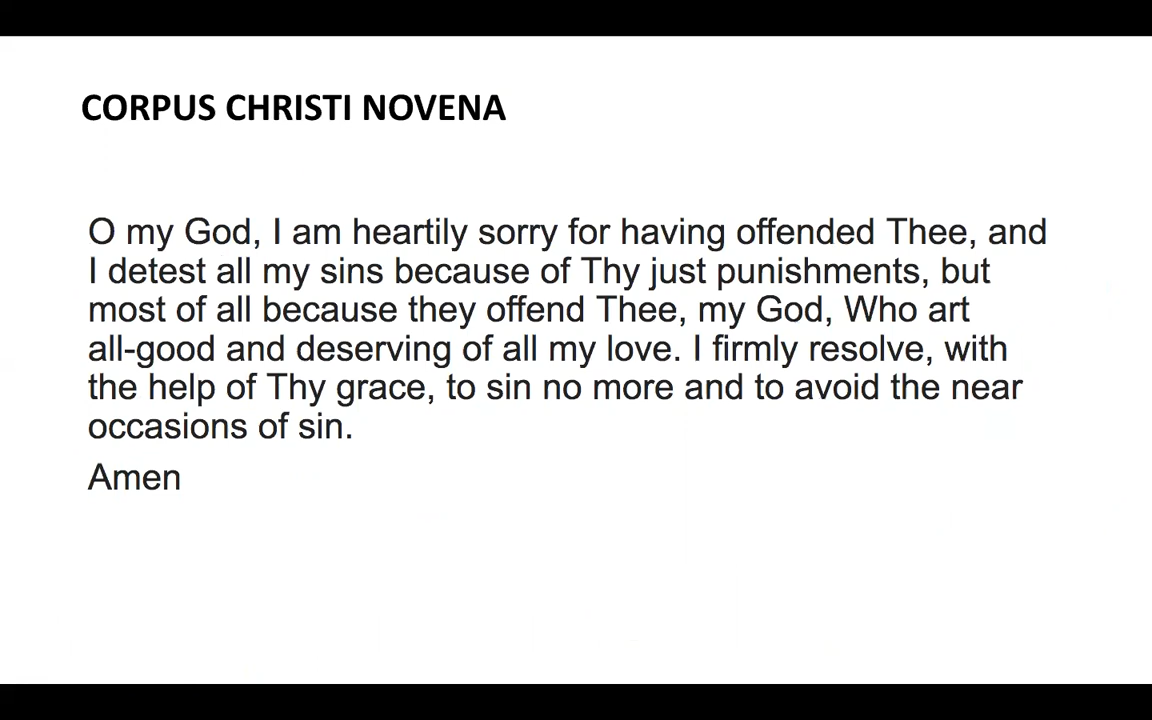 CORPUS CHRISTI NOVENA
O my God, I am heartily sorry for having offended Thee, and
I detest all my sins because of Thy just punishments, but
most of all because they offend Thee, my God, Who art
all-good and deserving of all my love. I firmly resolve, with
the help of Thy grace, to sin no more and to avoid the near
occasions of sin.
Amen